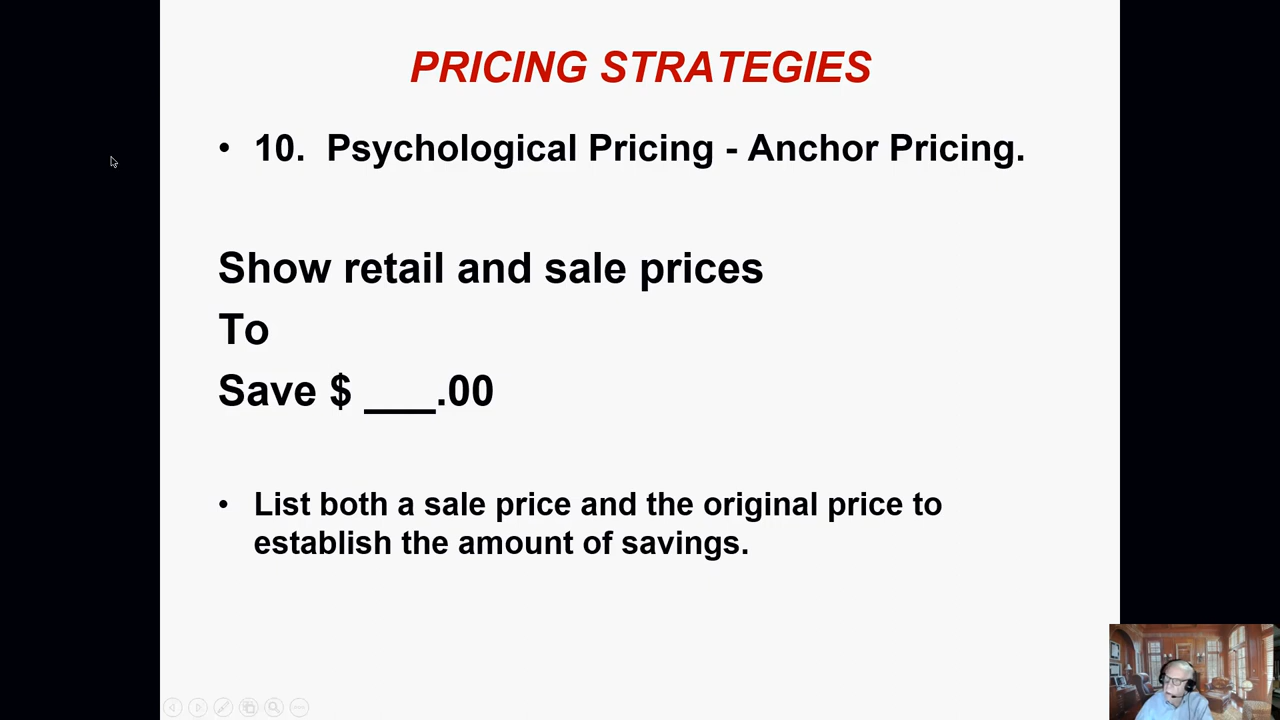 PRICING STRATEGIES
• 10. Psychological Pricing - Anchor Pricing.
Show retail and sale prices
To
Save $ ___.00
• List both a sale price and the original price to
establish the amount of savings.